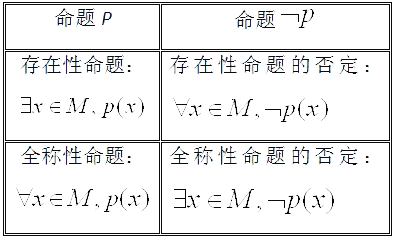 命题P 命题¬p
存在性命题： 存在性命题的否定：
∃x∈M, p(x) ∀x∈M, ¬p(x)
全称性命题： 全称性命题的否定：
∀x∈M, p(x) ∃x∈M, ¬p(x)